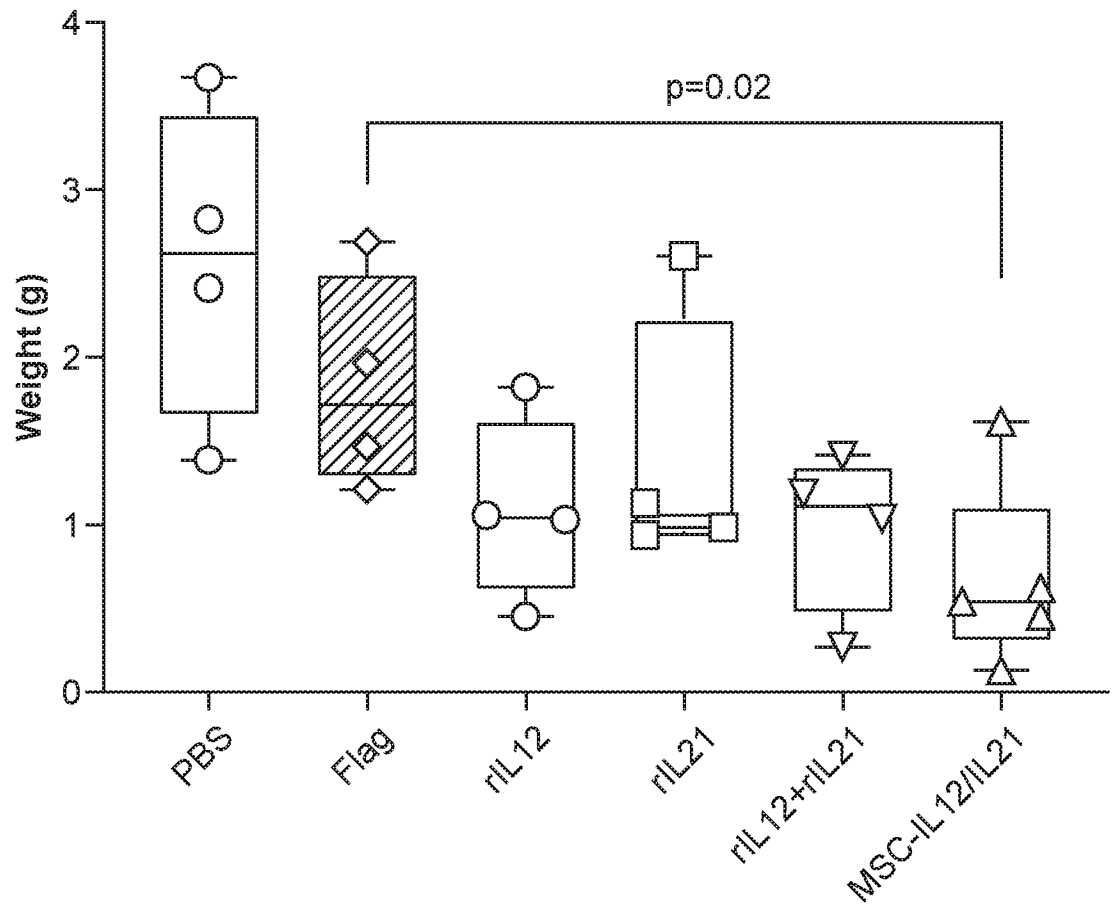 4
p=0.02
3
Weight (g)
2
1
0
PBS
Flag
rIL12
rIL21
rIL12+rIL21
MSC-IL12/IL21